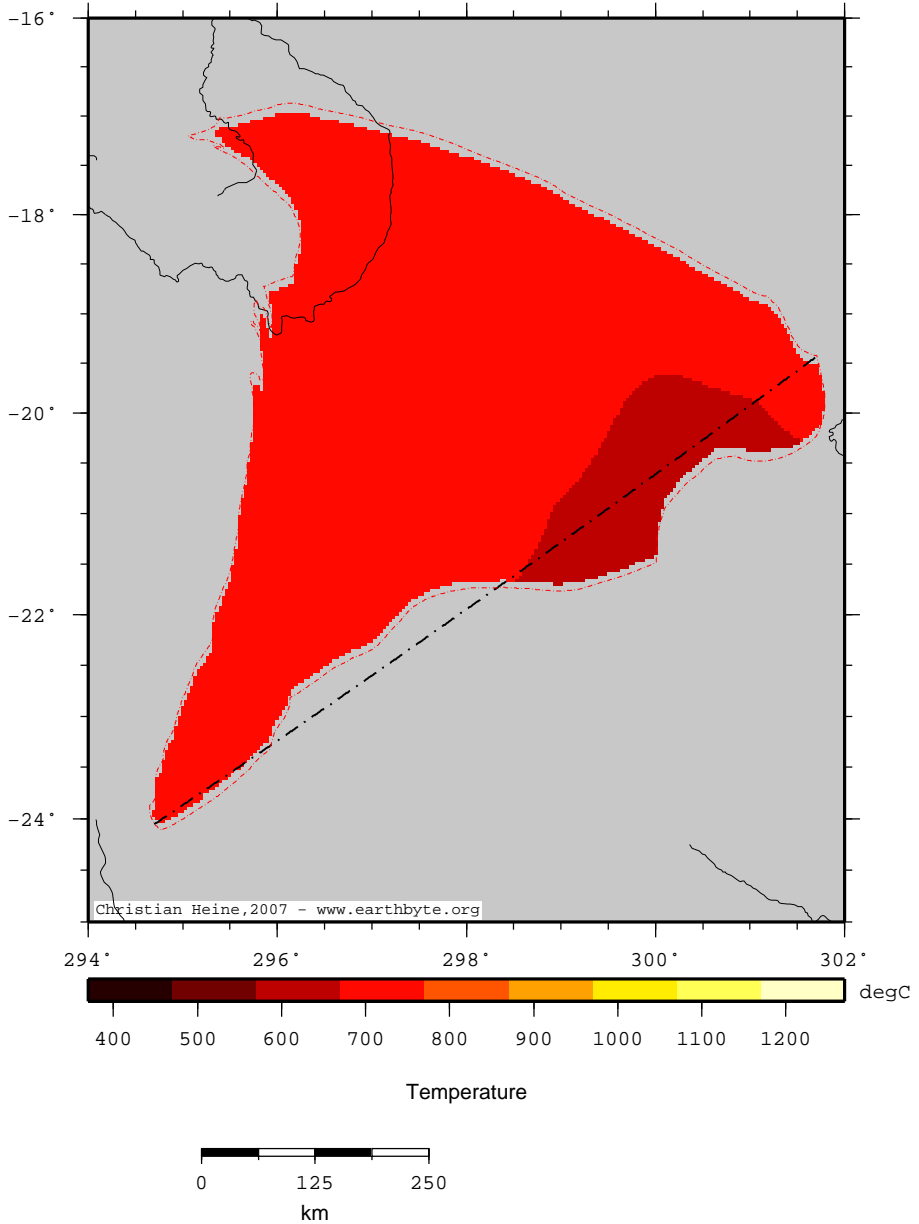 −16°
−18°
−20°
−22°
−24°
Christian Heine,2007 - www.earthbyte.org
294° 296° 298° 300° 302°
degC
400 500 600 700 800 900 1000 1100 1200
Temperature
0 125 250
km